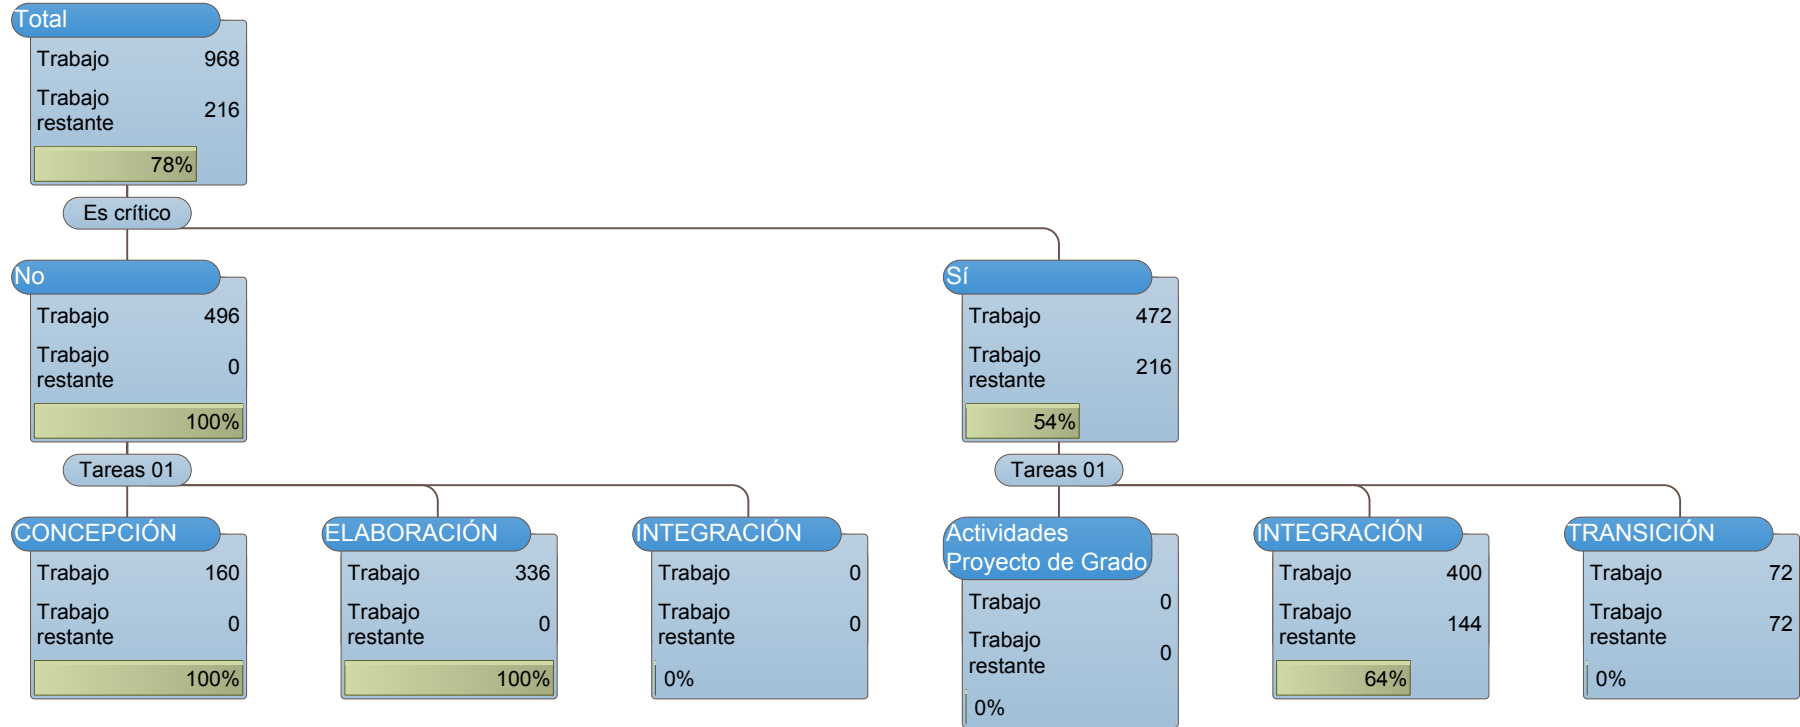 Total
Trabajo 968
Trabajo
restante 216
78%
Es crítico
No
Trabajo 496
Trabajo
restante 0
100%
Sí
Trabajo 472
Trabajo
restante 216
54%
Tareas 01
Tareas 01
CONCEPCIÓN
Trabajo 160
Trabajo
restante 0
100%
ELABORACIÓN
Trabajo 336
Trabajo
restante 0
100%
INTEGRACIÓN
Trabajo 0
Trabajo
restante 0
0%
Actividades
Proyecto de Grado
Trabajo 0
Trabajo
restante 0
0%
INTEGRACIÓN
Trabajo 400
Trabajo
restante 144
64%
TRANSICIÓN
Trabajo 72
Trabajo
restante 72
0%